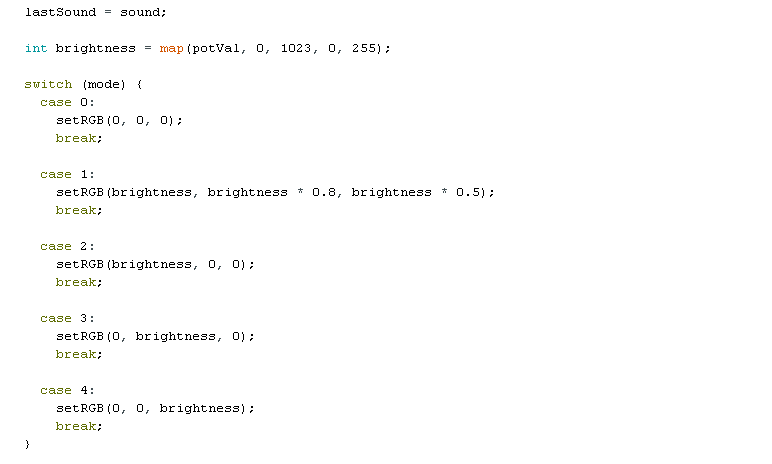 lastSound = sound;
int brightness = map(potVal, 0, 1023, 0, 255);
switch (mode) {
case 0:
setRGB(0, 0, 0);
break;
case 1:
setRGB(brightness, brightness * 0.8, brightness * 0.5);
break;
case 2:
setRGB(brightness, 0, 0);
break;
case 3:
setRGB(0, brightness, 0);
break;
case 4:
setRGB(0, 0, brightness);
break;
}